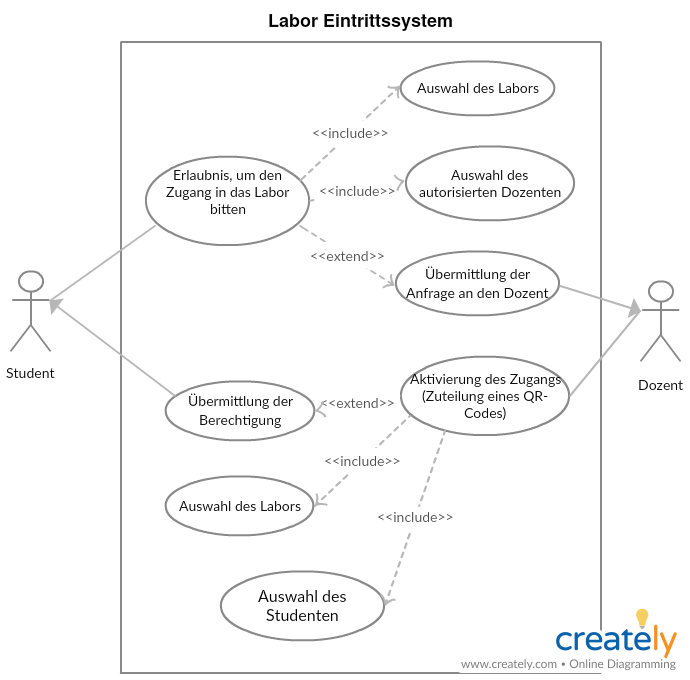 Labor Eintrittssystem
Auswahl des Labors
<<include>>
Erlaubnis, um den
Zugang in das Labor
bitten
<<include>>
Auswahl des
autorisierten Dozenten
<<extend>>
Übermittlung der
Anfrage an den Dozent
Student
Dozent
Aktivierung des Zugangs
(Zuteilung eines QR-
Codes)
Übermittlung der
Berechtigung
<<extend>>
<<include>>
Auswahl des Labors
<<include>>
Auswahl des
Studenten
creately
www.creately.com • Online Diagramming